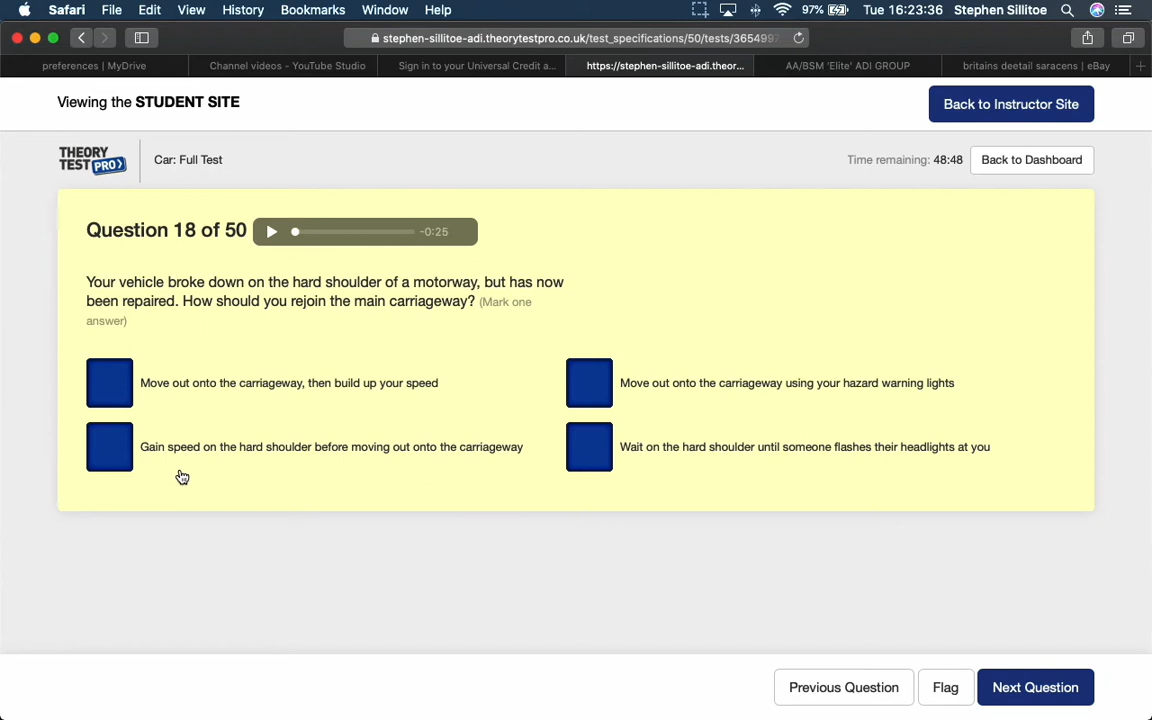 Safari File Edit View History Bookmarks Window Help 97% Tue 16:23:36 Stephen Sillitoe
stephen-sillitoe-adi.theorytestpro.co.uk/test_specifications/50/tests/3654997
preferences | MyDrive Channel videos - YouTube Studio Sign in to your Universal Credit a... https://stephen-sillitoe-adi.theor... AA/BSM 'Elite' ADI GROUP britains deetail saracens | eBay
Viewing the STUDENT SITE Back to Instructor Site
THEORY
TEST PRO
Car: Full Test Time remaining: 48:48 Back to Dashboard
Question 18 of 50 -0:25
Your vehicle broke down on the hard shoulder of a motorway, but has now
been repaired. How should you rejoin the main carriageway? (Mark one
answer)
Move out onto the carriageway, then build up your speed
Move out onto the carriageway using your hazard warning lights
Gain speed on the hard shoulder before moving out onto the carriageway
Wait on the hard shoulder until someone flashes their headlights at you
Previous Question Flag Next Question